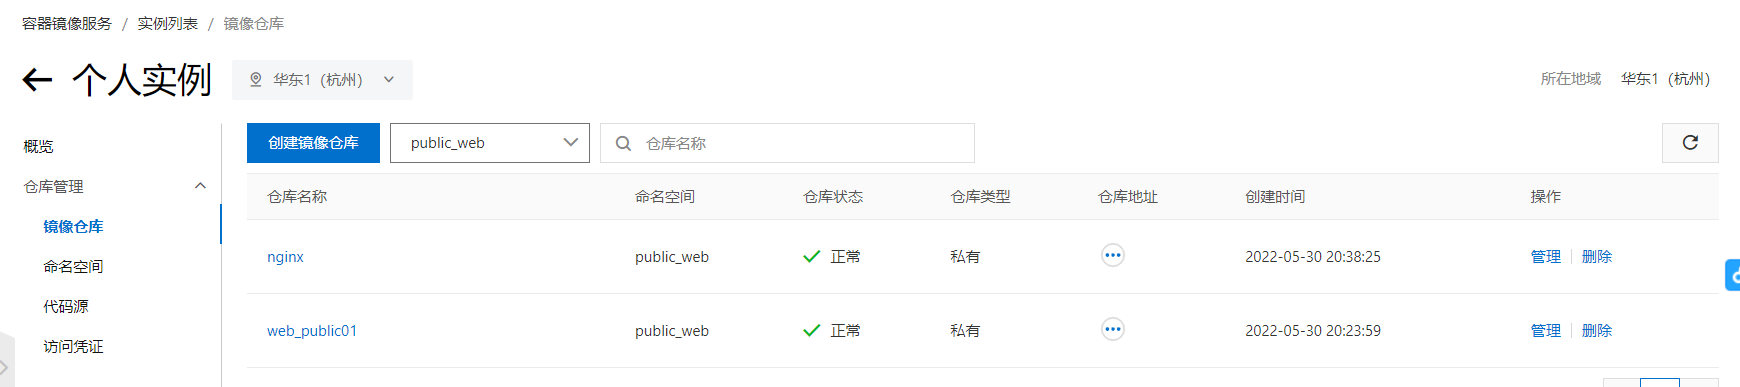 容器镜像服务 / 实例列表 / 镜像仓库
个人实例 华东1（杭州） 所在地域 华东1（杭州）
概览
仓库管理
镜像仓库
命名空间
代码源
访问凭证
创建镜像仓库 public_web 仓库名称
仓库名称 命名空间 仓库状态 仓库类型 仓库地址 创建时间 操作
nginx public_web 正常 私有 2022-05-30 20:38:25 管理 删除
web_public01 public_web 正常 私有 2022-05-30 20:23:59 管理 删除